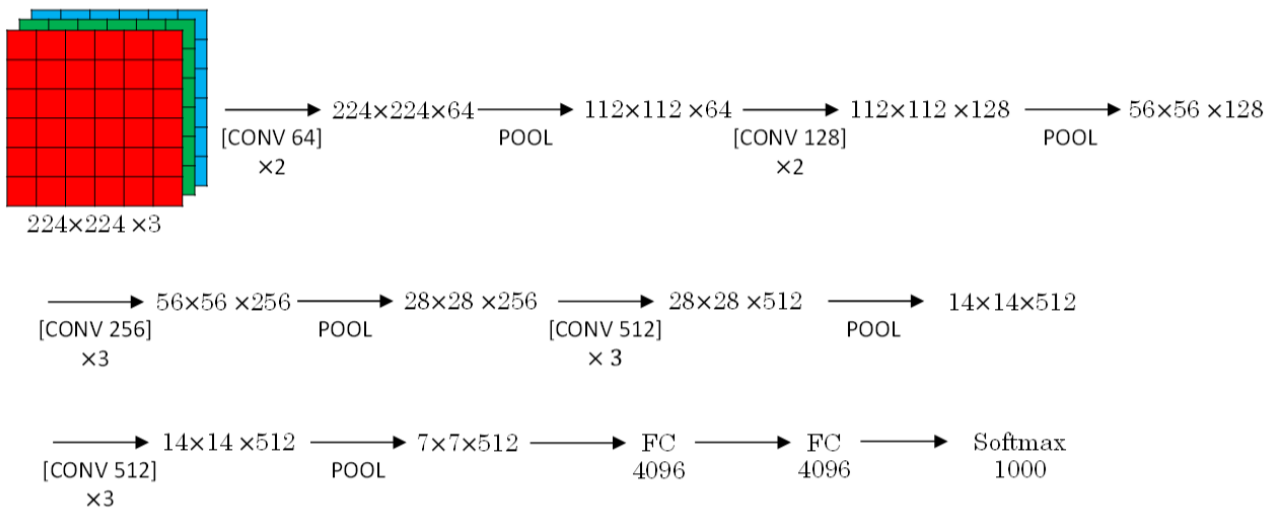 224×224×64 112×112 ×64 112×112 ×128 56×56 ×128
[CONV 64] POOL [CONV 128] POOL
×2 ×2
224×224 ×3
56×56 ×256 28×28 ×256 28×28 ×512 14×14×512
[CONV 256] POOL [CONV 512] POOL
×3 × 3
14×14 ×512 7×7×512 FC FC Softmax
[CONV 512] POOL 4096 4096 1000
×3